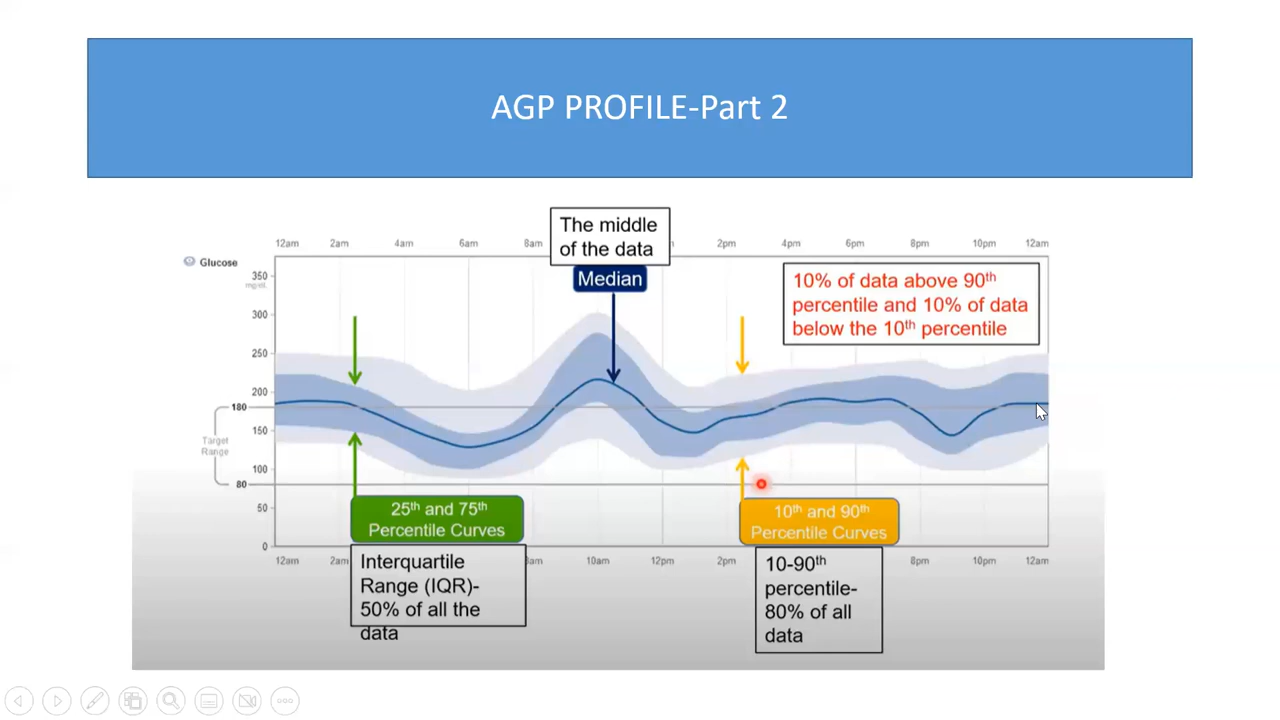 AGP PROFILE-Part 2
The middle
of the data
12am 2am 4am 6am 8am 2pm 4pm 6pm 8pm 10pm 12am
Glucose
Median
10% of data above 90th
percentile and 10% of data
below the 10th percentile
350
mg/dL
300
250
200
180
150
Target
Range
100
80
50
0
25th and 75th
Percentile Curves
10th and 90th
Percentile Curves
12am 2am 8am 10am 12pm 2pm 8pm 10pm 12am
Interquartile
Range (IQR)-
50% of all the
data
10-90th
percentile-
80% of all
data